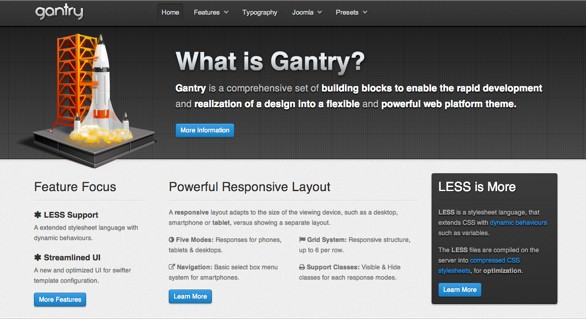 gantry
Home Features Typography Joomla Presets
What is Gantry?
Gantry is a comprehensive set of building blocks to enable the rapid development
and realization of a design into a flexible and powerful web platform theme.
More Information
Feature Focus
LESS Support
A extended stylesheet language with
dynamic behaviours.
Streamlined UI
A new and optimized UI for swifter
template configuration.
More Features
Powerful Responsive Layout
A responsive layout adapts to the size of the viewing device, such as a desktop,
smartphone or tablet, versus showing a separate layout.
Five Modes: Responses for phones,
tablets & desktops.
Grid System: Responsive structure,
up to 6 per row.
Navigation: Basic select box menu
system for smartphones.
Support Classes: Visible & Hide
classes for each response modes.
Learn More
LESS is More
LESS is a stylesheet language, that
extends CSS with dynamic behaviours
such as variables.
The LESS files are compiled on the
server into compressed CSS
stylesheets, for optimization.
Learn More